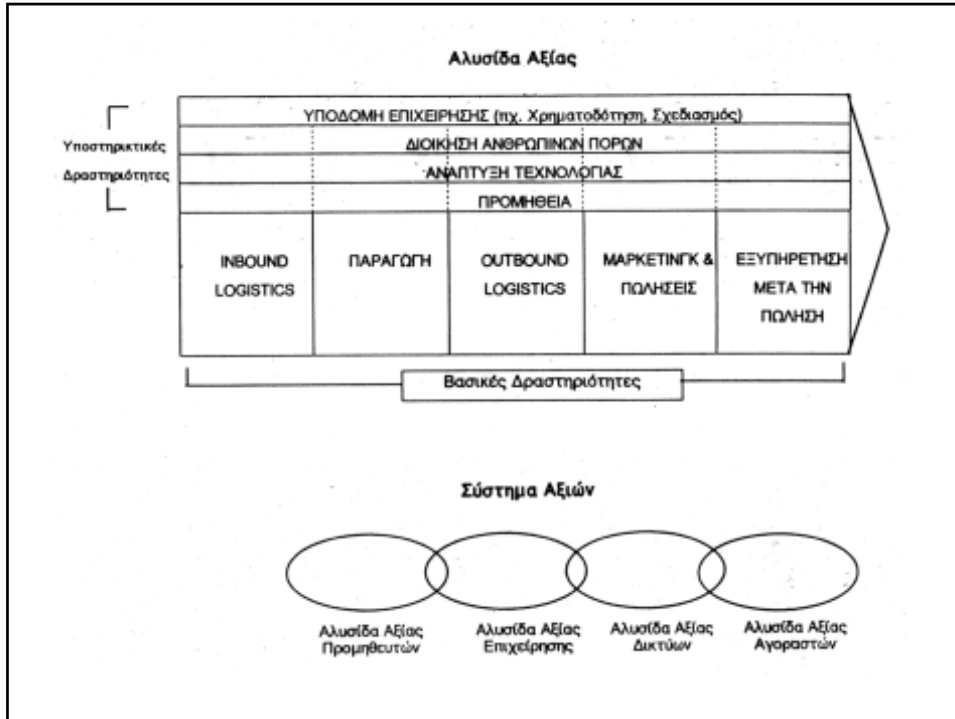 Αλυσίδα Αξίας
ΥΠΟΔΟΜΗ ΕΠΙΧΕΙΡΗΣΗΣ (πχ. Χρηματοδότηση, Σχεδιασμός)
Υποστηρικτικές
Δραστηριότητες
ΔΙΟΙΚΗΣΗ ΑΝΘΡΩΠΙΝΩΝ ΠΟΡΩΝ
ΑΝΑΠΤΥΞΗ ΤΕΧΝΟΛΟΓΙΑΣ
ΠΡΟΜΗΘΕΙΑ
INBOUND
LOGISTICS
ΠΑΡΑΓΩΓΗ
OUTBOUND
LOGISTICS
ΜΑΡΚΕΤΙΝΓΚ &
ΠΩΛΗΣΕΙΣ
ΕΞΥΠΗΡΕΤΗΣΗ
ΜΕΤΑ ΤΗΝ
ΠΩΛΗΣΗ
Βασικές Δραστηριότητες
Σύστημα Αξιών
Αλυσίδα Αξίας
Προμηθευτών
Αλυσίδα Αξίας
Επιχείρησης
Αλυσίδα Αξίας
Δικτύων
Αλυσίδα Αξίας
Αγοραστών